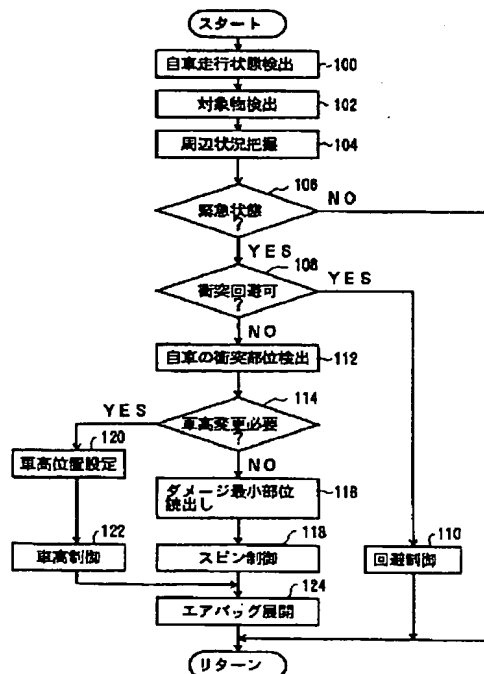 スタート
自車走行状態検出
100
対象物検出
102
周辺状況把握
104
106
緊急状態
?
NO
YES
108
衝突回避可
?
YES
NO
自車の衝突部位検出
112
114
車高変更必要
?
YES
NO
120
車高位置設定
ダメージ最小部位
読出し
116
122
車高制御
118
スピン制御
110
回避制御
124
エアバッグ展開
リターン